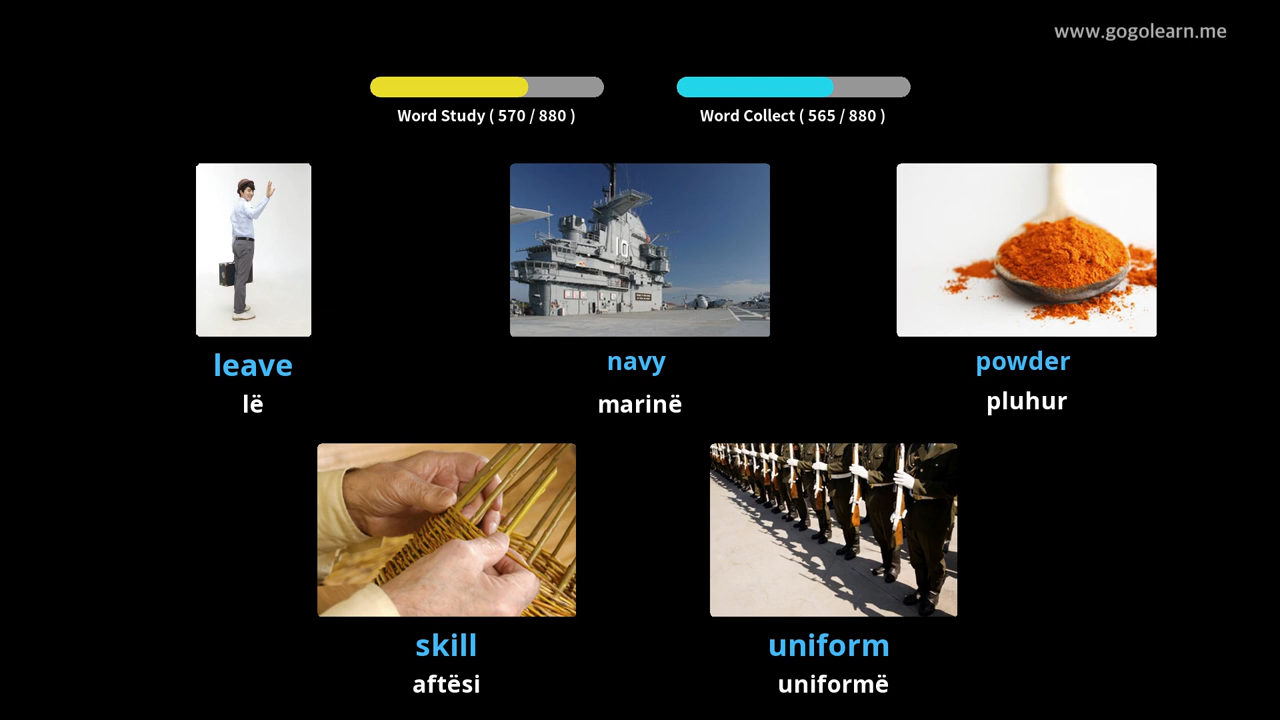 www.gogolearn.me
Word Study ( 570 / 880 )
Word Collect ( 565 / 880 )
leave
navy
powder
lë
marinë
pluhur
skill
uniform
aftësi
uniformë